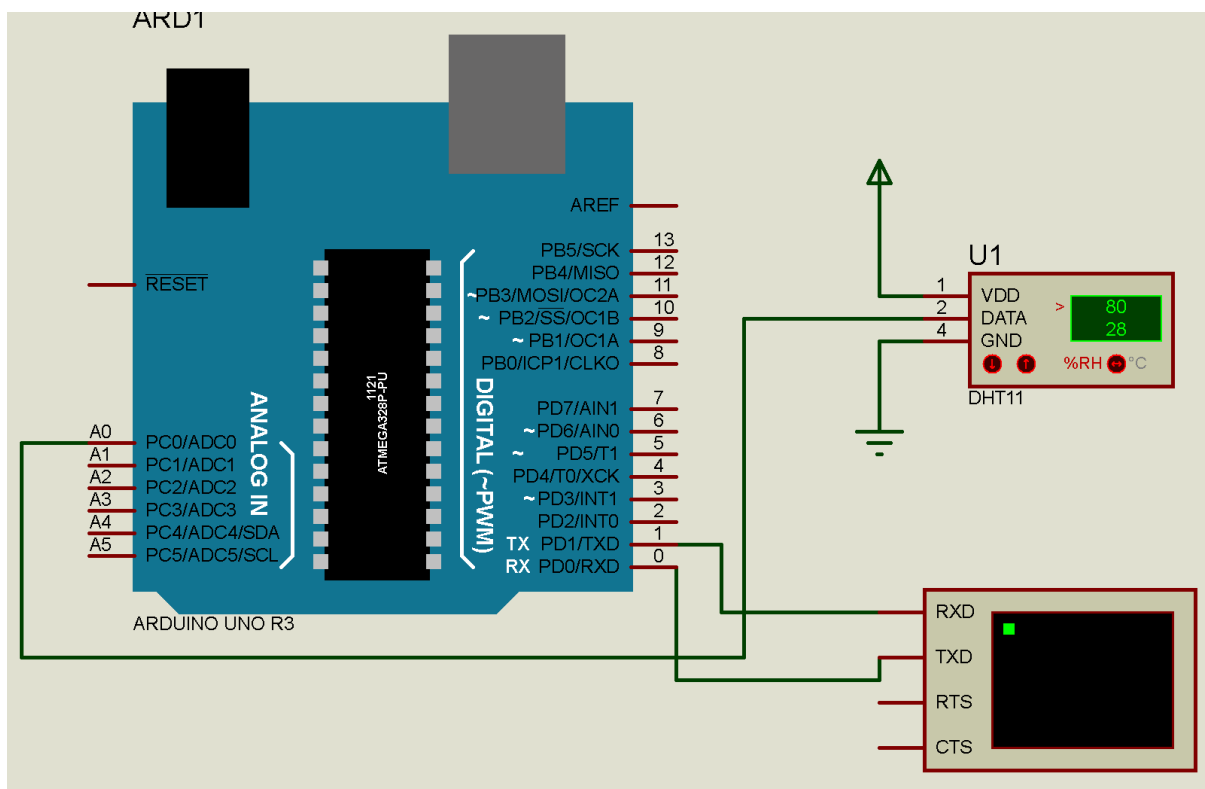 ARD1
AREF
RESET
PB5/SCK 13
PB4/MISO 12
~PB3/MOSI/OC2A 11
~ PB2/SS/OC1B 10
~ PB1/OC1A 9
PB0/ICP1/CLKO 8
1121
ATMEGA328P-PU
ANALOG IN
DIGITAL (~PWM)
PD7/AIN1 7
~PD6/AIN0 6
~ PD5/T1 5
PD4/T0/XCK 4
~PD3/INT1 3
PD2/INT0 2
TX PD1/TXD 1
RX PD0/RXD 0
A0 PC0/ADC0
A1 PC1/ADC1
A2 PC2/ADC2
A3 PC3/ADC3
A4 PC4/ADC4/SDA
A5 PC5/ADC5/SCL
ARDUINO UNO R3
U1
1 VDD
2 DATA
4 GND
> 80
28
%RH °C
DHT11
RXD
TXD
RTS
CTS